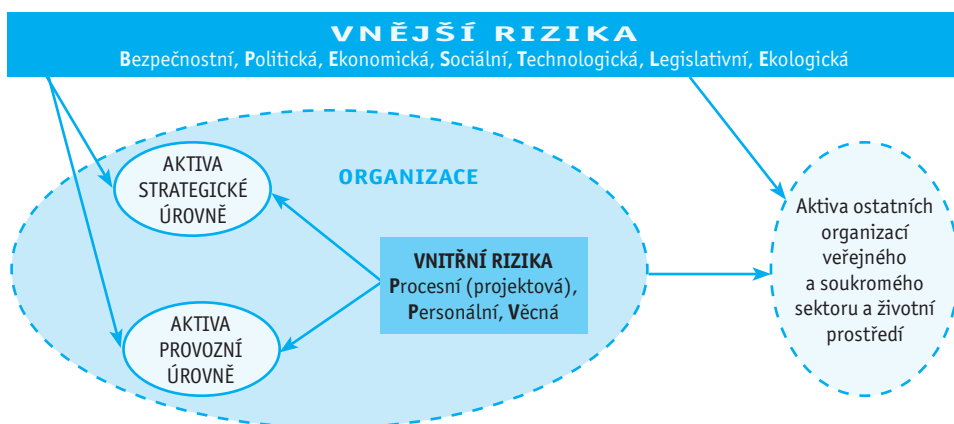 VNĚJŠÍ RIZIKA
Bezpečnostní, Politická, Ekonomická, Sociální, Technologická, Legislativní, Ekologická
AKTIVA
STRATEGICKÉ
ÚROVNĚ
ORGANIZACE
VNITŘNÍ RIZIKA
Procesní (projektová),
Personální, Věcná
AKTIVA
PROVOZNÍ
ÚROVNĚ
Aktiva ostatních
organizací
veřejného
a soukromého
sektoru a životní
prostředí